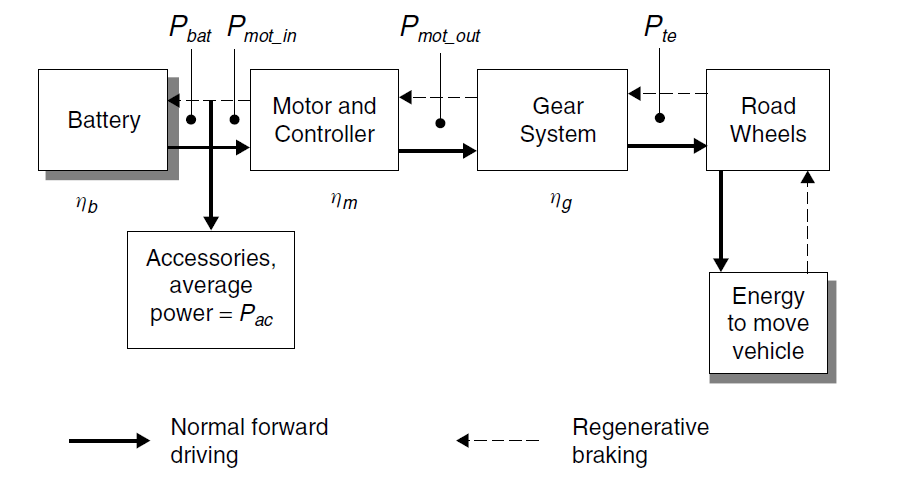 P_bat P_mot_in P_mot_out P_te
Battery
Motor and
Controller
Gear
System
Road
Wheels
η_b η_m η_g
Accessories,
average
power = P_ac
Energy
to move
vehicle
Normal forward
driving
Regenerative
braking